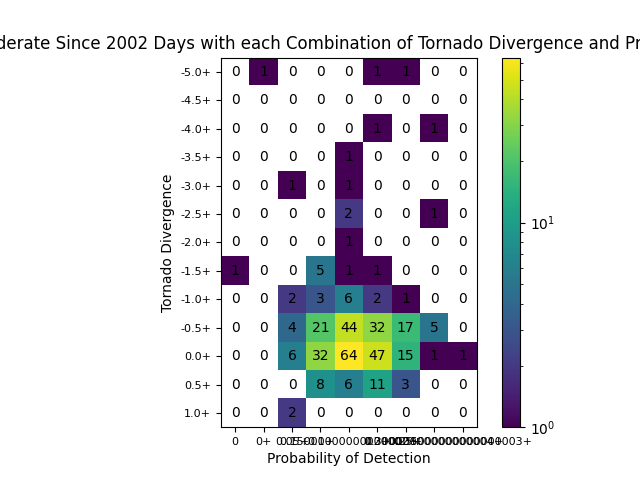 derate Since 2002 Days with each Combination of Tornado Divergence and Pr
-5.0+ 0 1 0 0 0 1 1 0 0
-4.5+ 0 0 0 0 0 0 0 0 0
-4.0+ 0 0 0 0 0 1 0 1 0
-3.5+ 0 0 0 0 1 0 0 0 0
-3.0+ 0 0 1 0 1 0 0 0 0
-2.5+ 0 0 0 0 2 0 0 1 0
-2.0+ 0 0 0 0 1 0 0 0 0
-1.5+ 1 0 0 5 1 1 0 0 0
-1.0+ 0 0 2 3 6 2 1 0 0
-0.5+ 0 0 4 21 44 32 17 5 0
0.0+ 0 0 6 32 64 47 15 1 1
0.5+ 0 0 0 8 6 11 3 0 0
1.0+ 0 0 2 0 0 0 0 0 0
0 0+
Probability of Detection
Tornado Divergence
10^1
10^0